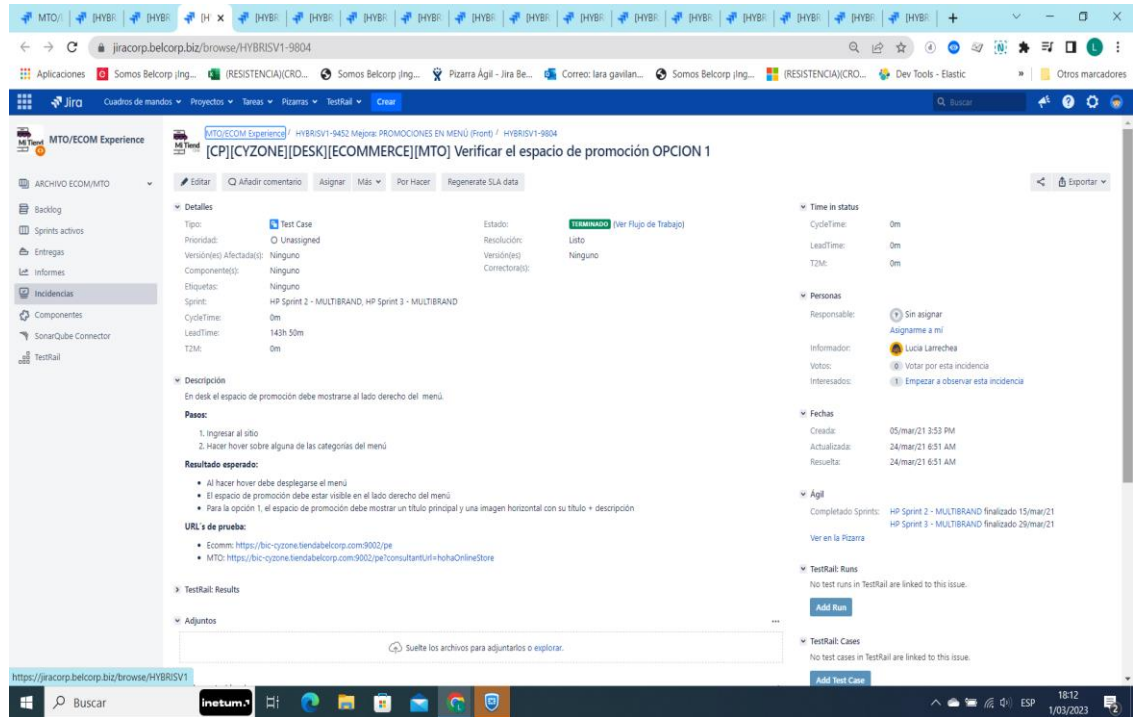 MTO/( [HYBR [HYBR [H' x [HYBR [HYBR [HYBR [HYBR [HYBR [HYBR [HYBR [HYBR [HYBR [HYBR [HYBR [HYBR [HYBR +
jiracorp.belcorp.biz/browse/HYBRISV1-9804
Aplicaciones Somos Belcorp ¡Ing... (RESISTENCIA)(CRO... Somos Belcorp ¡Ing... Pizarra Ágil - Jira Be... Correo: lara gavilan... Somos Belcorp ¡Ing... (RESISTENCIA)(CRO... Dev Tools - Elastic » Otros marcadores
Jira Cuadros de mandos Proyectos Tareas Pizarras TestRail Crear Buscar
MTO/ECOM Experience
MTO/ECOM Experience / HYBRISV1-9452 Mejora: PROMOCIONES EN MENÚ (Front) / HYBRISV1-9804
[CP][CYZONE][DESK][ECOMMERCE][MTO] Verificar el espacio de promoción OPCION 1
ARCHIVO ECOM/MTO
Backlog
Sprints activos
Entregas
Informes
Incidencias
Componentes
SonarQube Connector
TestRail
Editar Añadir comentario Asignar Más Por Hacer Regenerate SLA data Exportar
Detalles
Tipo: Test Case
Prioridad: Unassigned
Versión(es) Afectada(s): Ninguno
Componente(s): Ninguno
Etiquetas: Ninguno
Sprint: HP Sprint 2 - MULTIBRAND, HP Sprint 3 - MULTIBRAND
CycleTime: 0m
LeadTime: 143h 50m
T2M: 0m
Estado: TERMINADO (Ver Flujo de Trabajo)
Resolución: Listo
Versión(es) Ninguno
Correctora(s):
Descripción
En desk el espacio de promoción debe mostrarse al lado derecho del menú.
Pasos:
1. Ingresar al sitio
2. Hacer hover sobre alguna de las categorías del menú
Resultado esperado:
• Al hacer hover debe desplegarse el menú
• El espacio de promoción debe estar visible en el lado derecho del menú
• Para la opción 1, el espacio de promoción debe mostrar un título principal y una imagen horizontal con su título + descripción
URL's de prueba:
• Ecomm: https://bic-cyzone.tiendabelcorp.com:9002/pe
• MTO: https://bic-cyzone.tiendabelcorp.com:9002/pe?consultantUrl=hohaOnlineStore
TestRail: Results
Adjuntos ...
Suelte los archivos para adjuntarlos o explorar.
Time in status
CycleTime: 0m
LeadTime: 0m
T2M: 0m
Personas
Responsable: Sin asignar
Asignarme a mí
Informador: Lucia Larrechea
Votos: 0 Votar por esta incidencia
Interesados: 1 Empezar a observar esta incidencia
Fechas
Creada: 05/mar/21 3:53 PM
Actualizada: 24/mar/21 6:51 AM
Resuelta: 24/mar/21 6:51 AM
Ágil
Completado Sprints: HP Sprint 2 - MULTIBRAND finalizado 15/mar/21
HP Sprint 3 - MULTIBRAND finalizado 29/mar/21
Ver en la Pizarra
TestRail: Runs
No test runs in TestRail are linked to this issue.
Add Run
TestRail: Cases
No test cases in TestRail are linked to this issue.
Add Test Case
https://jiracorp.belcorp.biz/browse/HYBRISV1
Buscar inetum. ESP 18:12
1/03/2023